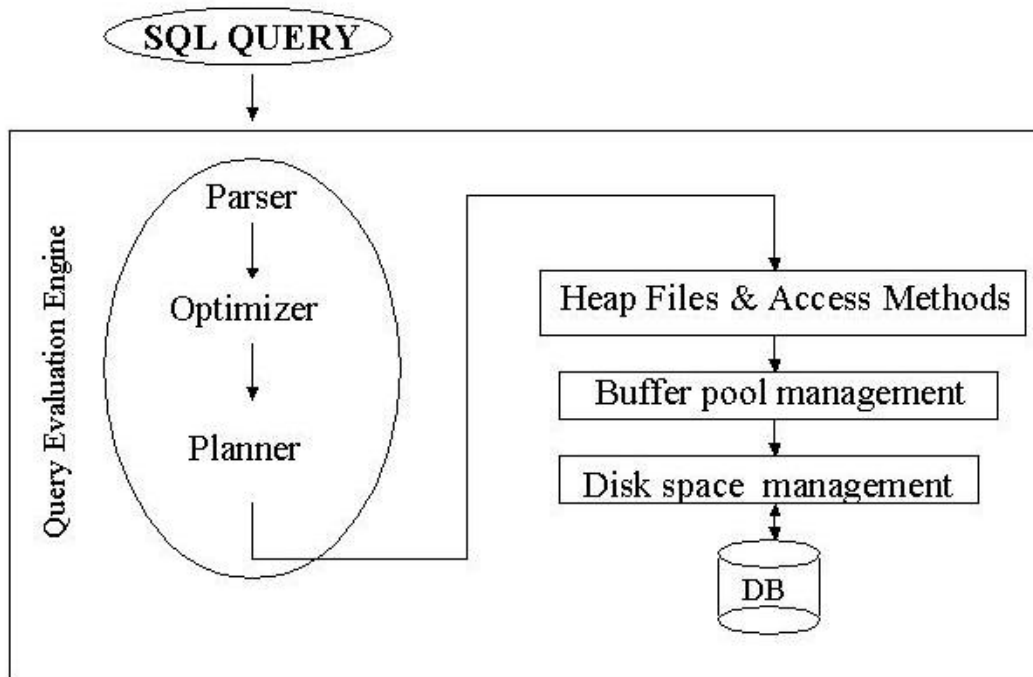 SQL QUERY
Query Evaluation Engine
Parser
Optimizer
Planner
Heap Files & Access Methods
Buffer pool management
Disk space management
DB